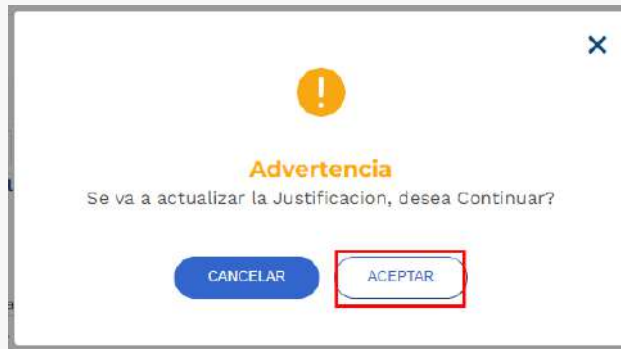 Advertencia
Se va a actualizar la Justificacion, desea Continuar?
CANCELAR
ACEPTAR